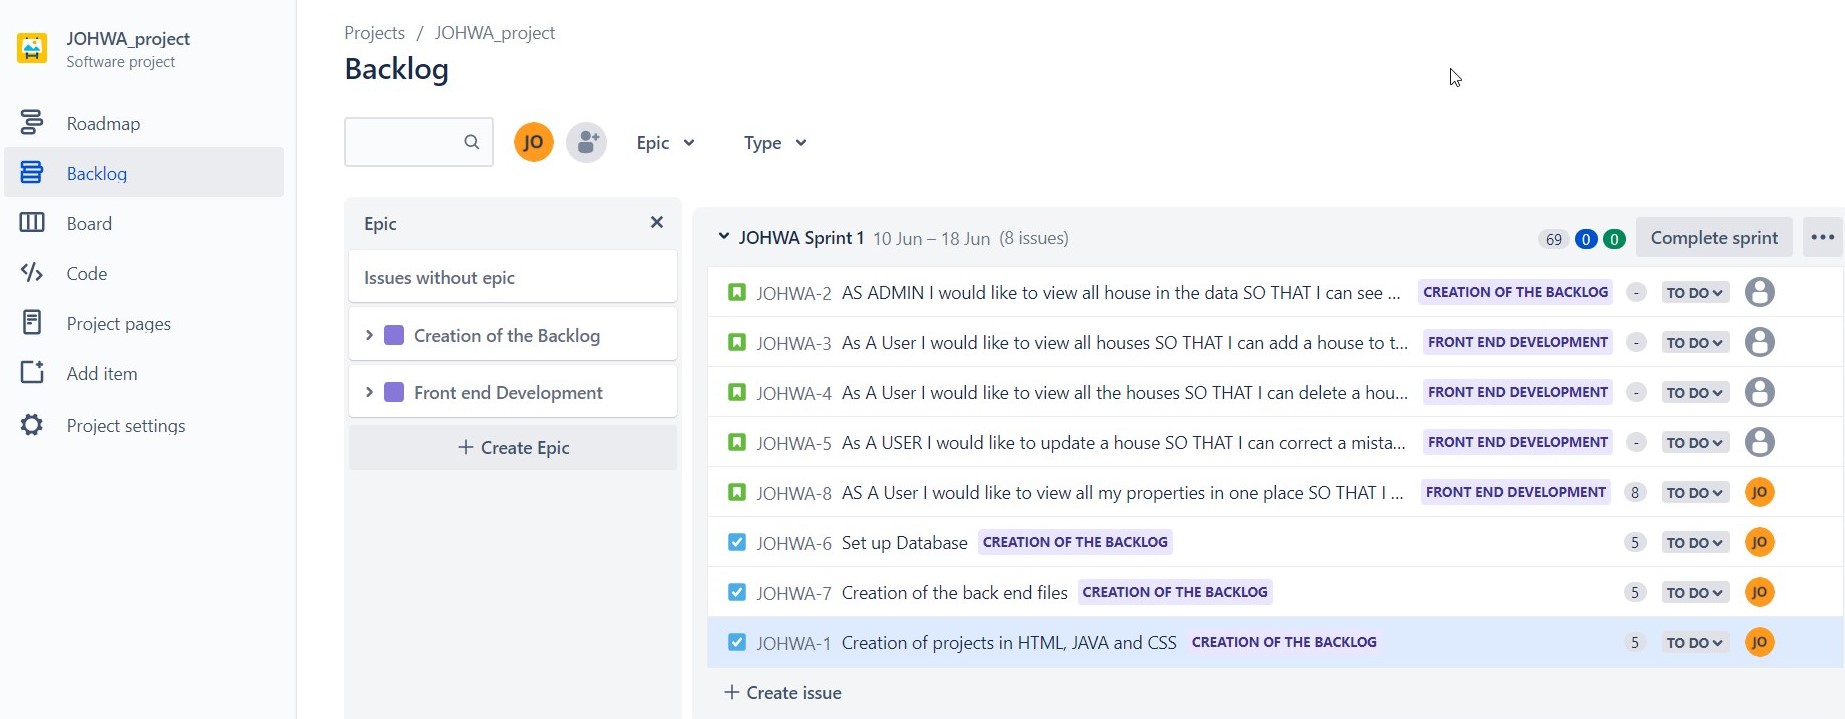 JOHWA_project
Software project
Roadmap
Backlog
Board
Code
Project pages
Add item
Project settings
Projects / JOHWA_project
Backlog
JO
Epic
Type
Epic
Issues without epic
Creation of the Backlog
Front end Development
+ Create Epic
JOHWA Sprint 1 10 Jun – 18 Jun (8 issues) 69 0 0 Complete sprint ...
JOHWA-2 AS ADMIN I would like to view all house in the data SO THAT I can see ... CREATION OF THE BACKLOG - TO DO
JOHWA-3 As A User I would like to view all houses SO THAT I can add a house to t... FRONT END DEVELOPMENT - TO DO
JOHWA-4 As A User I would like to view all the houses SO THAT I can delete a hou... FRONT END DEVELOPMENT - TO DO
JOHWA-5 As A USER I would like to update a house SO THAT I can correct a mista... FRONT END DEVELOPMENT - TO DO
JOHWA-8 AS A User I would like to view all my properties in one place SO THAT I ... FRONT END DEVELOPMENT 8 TO DO JO
JOHWA-6 Set up Database CREATION OF THE BACKLOG 5 TO DO JO
JOHWA-7 Creation of the back end files CREATION OF THE BACKLOG 5 TO DO JO
JOHWA-1 Creation of projects in HTML, JAVA and CSS CREATION OF THE BACKLOG 5 TO DO JO
+ Create issue